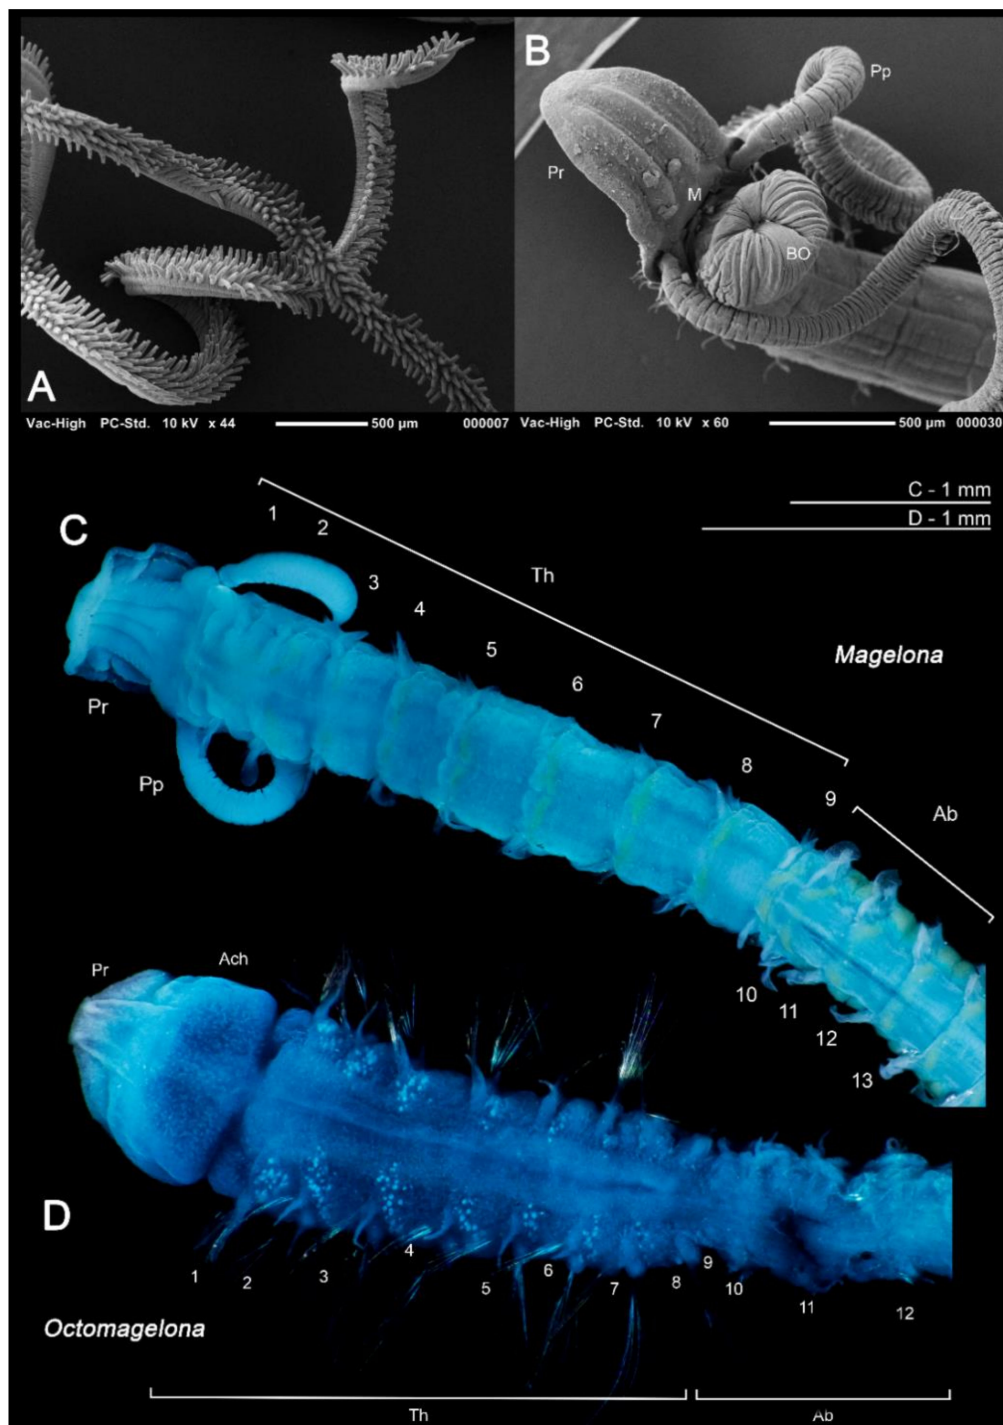 A
B
Pr
M
BO
Pp
Vac-High PC-Std. 10 kV x 44 500 µm 000007
Vac-High PC-Std. 10 kV x 60 500 µm 000030
C - 1 mm
D - 1 mm
C
1
2
3
4
5
6
7
8
9
Th
Magelona
Pr
Pp
Ab
10
11
12
13
Pr
Ach
D
1
2
3
4
5
6
7
8
9
10
11
12
Octomagelona
Th
Ab